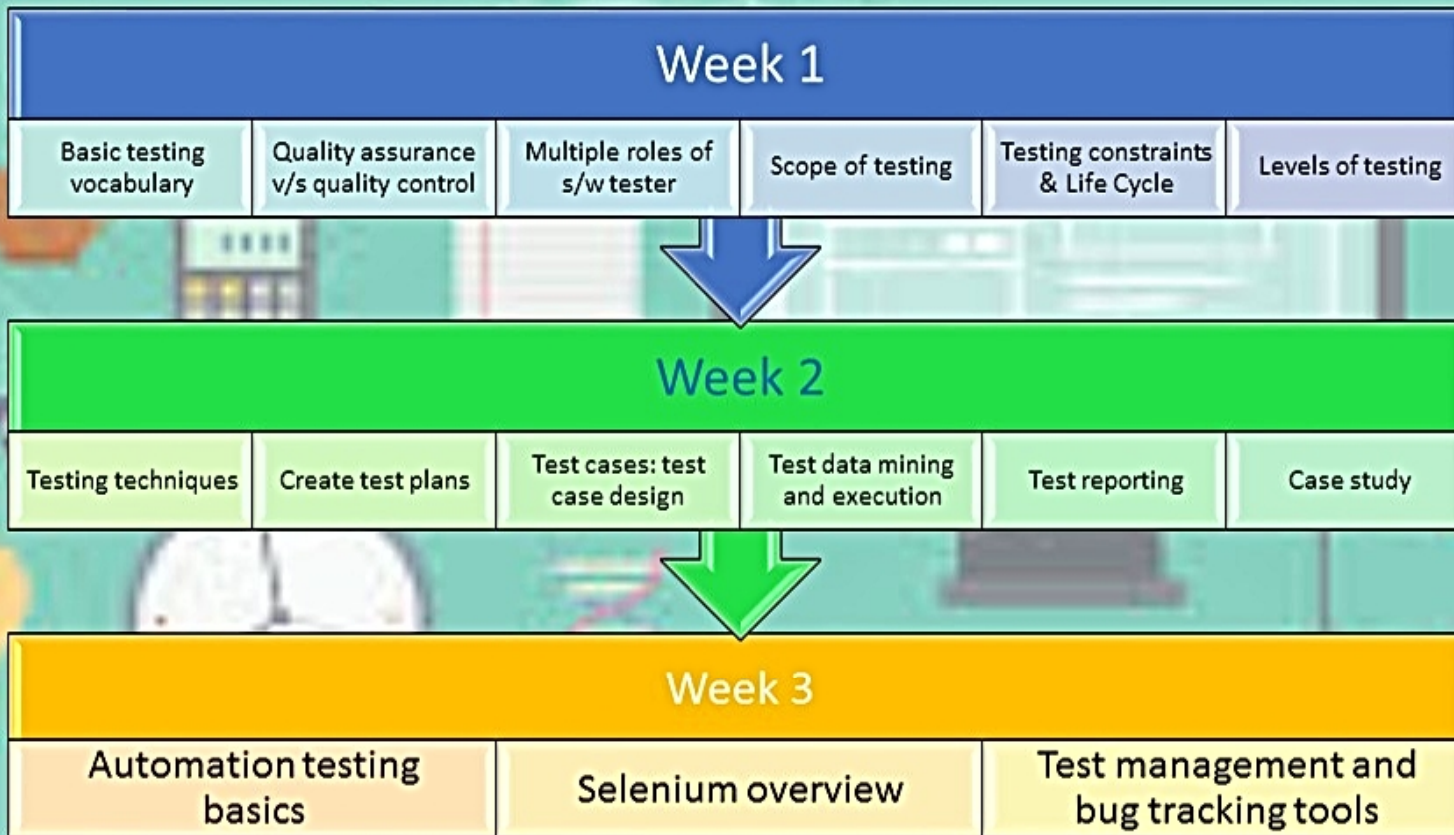 Week 1
Basic testing
vocabulary
Quality assurance
v/s quality control
Multiple roles of
s/w tester
Scope of testing
Testing constraints
& Life Cycle
Levels of testing
Week 2
Testing techniques
Create test plans
Test cases: test
case design
Test data mining
and execution
Test reporting
Case study
Week 3
Automation testing
basics
Selenium overview
Test management and
bug tracking tools